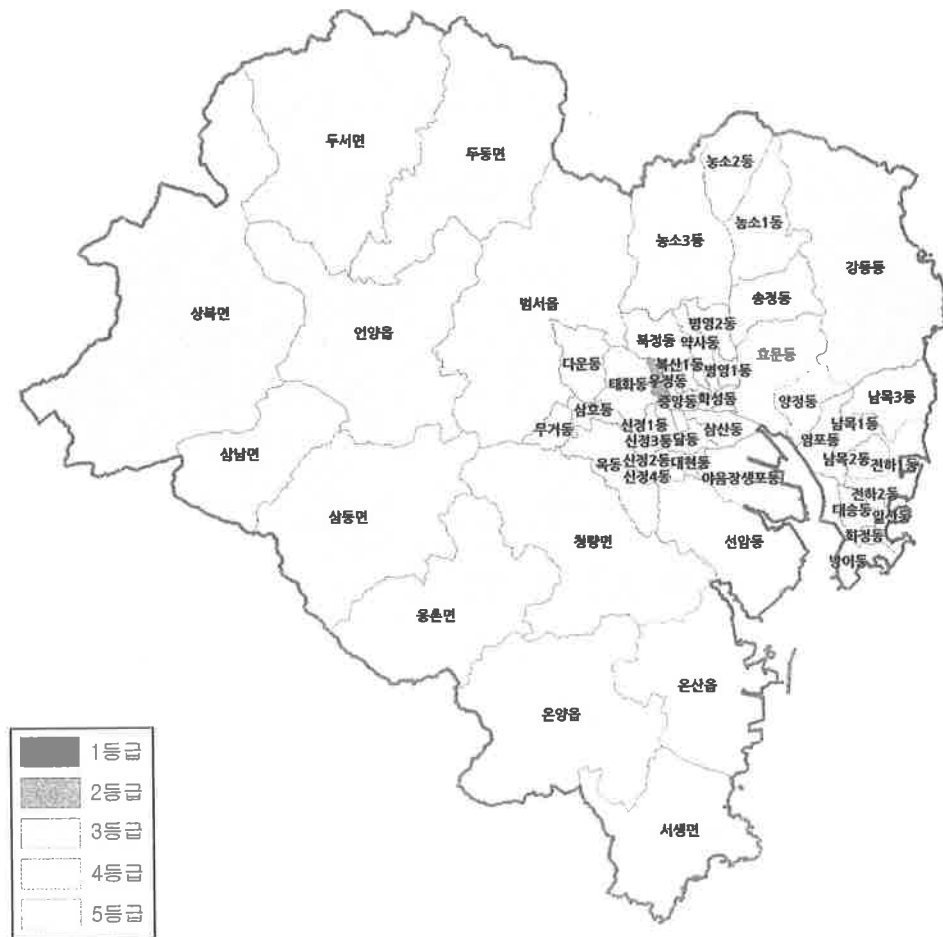 두서면
두동면
농소2동
농소1동
농소3동
강동동
상북면
언양읍
범서읍
송정동
병영2동
복정동
약사동
효문동
다운동
북산1동
병영1동
태화동
우정동
중앙동
학성동
양정동
남목3동
삼호동
남목1동
무거동
신정1동
삼산동
염포동
신정3동
달동
삼남면
남목2동
전하1동
옥동
신정2동
대현동
신정4동
야음장생포동
전하2동
삼동면
대송동
일산동
청량면
선암동
화정동
방어동
웅촌면
온산읍
온양읍
서생면
1등급
2등급
3등급
4등급
5등급